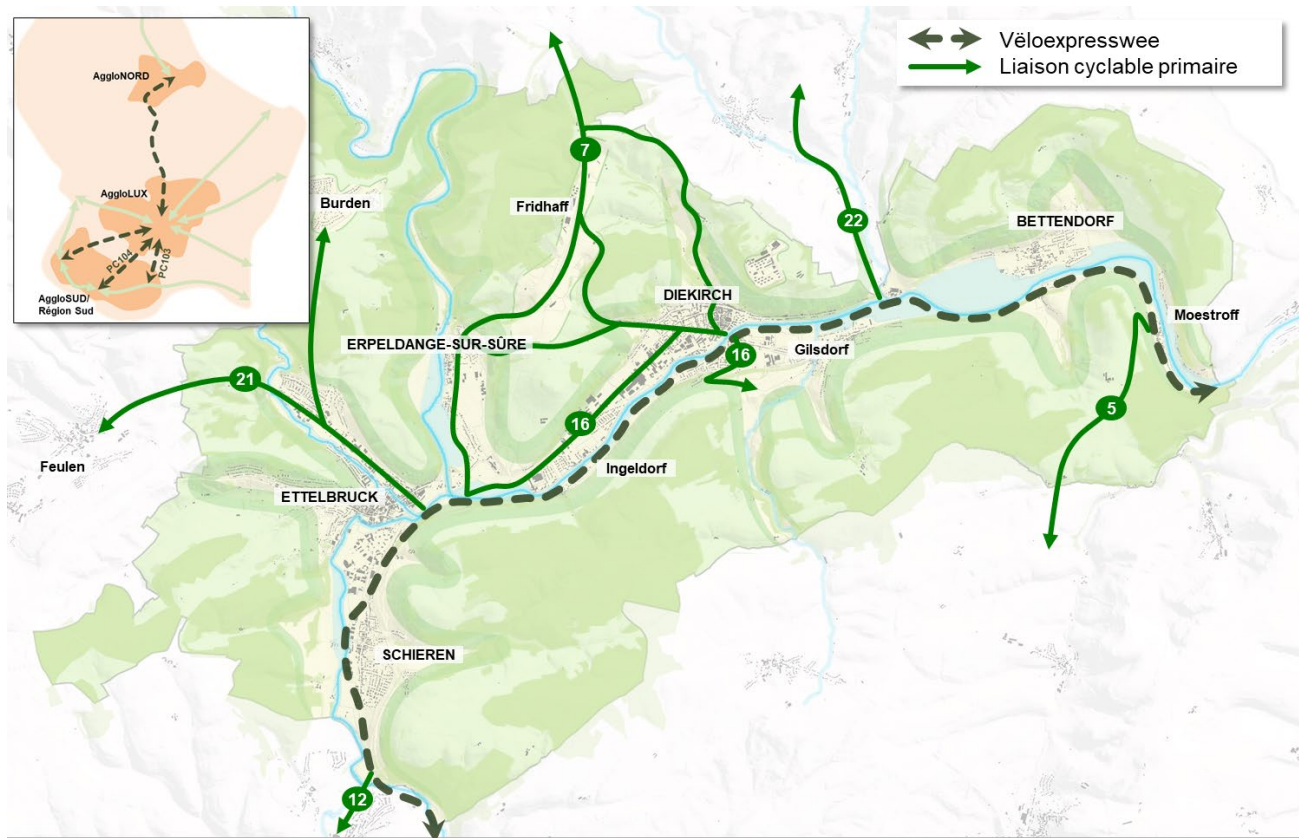 AggloNORD
AggloLUX
PC104
PC103
AggloSUD/
Région Sud
Vëloexpresswee
Liaison cyclable primaire
7
Burden
Fridhaff
22
BETTENDORF
DIEKIRCH
Moestroff
ERPELDANGE-SUR-SÛRE
16
Gilsdorf
21
16
5
Feulen
Ingeldorf
ETTELBRUCK
SCHIEREN
12